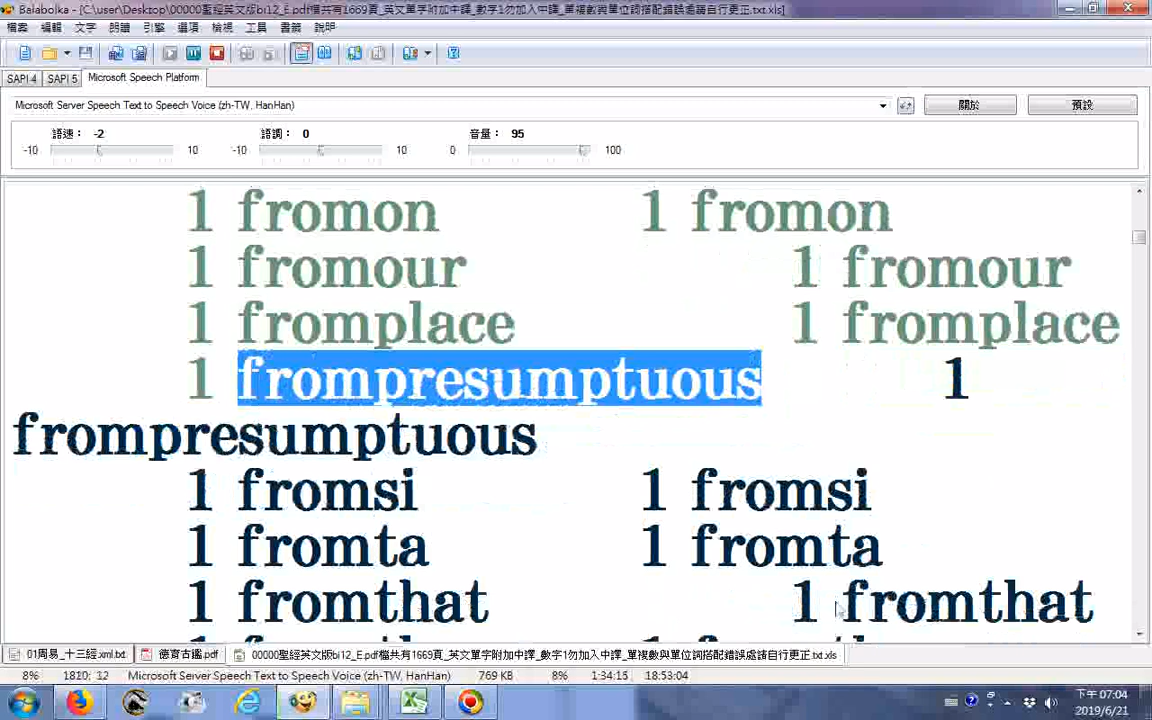 Balabolka - [C:\user\Desktop\00000聖經英文版bi12_E.pdf檔共有1669頁_英文單字附加中譯_數字1勿加入中譯_單複數與單位詞搭配錯誤處請自行更正.txt.xls]
檔案 編輯 文字 朗讀 引擎 選項 檢視 工具 書籤 說明
SAPI 4 SAPI 5 Microsoft Speech Platform
Microsoft Server Speech Text to Speech Voice (zh-TW, HanHan) 關於 預設
語速： -2 語調： 0 音量： 95
-10 10 -10 10 0 100
1 fromon 1 fromon
1 fromour 1 fromour
1 fromplace 1 fromplace
1 frompresumptuous 1
frompresumptuous
1 fromsi 1 fromsi
1 fromta 1 fromta
1 fromthat 1 fromthat
01周易_十三經.xml.txt 德育古鑑.pdf 00000聖經英文版bi12_E.pdf檔共有1669頁_英文單字附加中譯_數字1勿加入中譯_單複數與單位詞搭配錯誤處請自行更正.txt.xls
8% 1810; 12 Microsoft Server Speech Text to Speech Voice (zh-TW, HanHan) 769 KB 8% 1:34:15 18:53:04
下午 07:04
2019/6/21